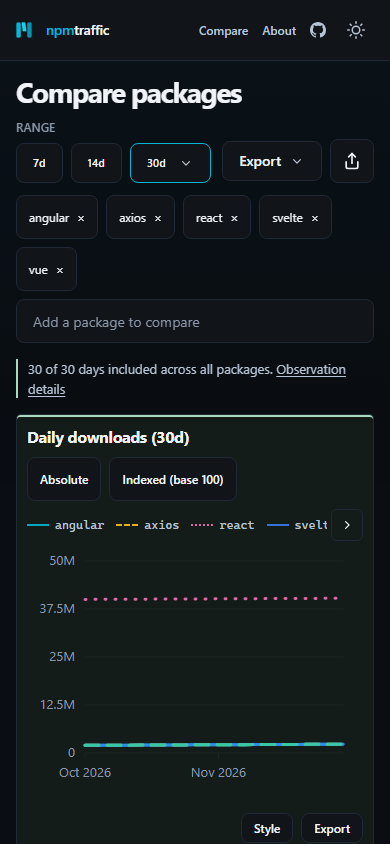 npmtraffic Compare About
Compare packages
RANGE
7d 14d 30d Export
angular × axios × react × svelte ×
vue ×
Add a package to compare
30 of 30 days included across all packages. Observation
details
Daily downloads (30d)
Absolute Indexed (base 100)
angular axios react svelt
50M
37.5M
25M
12.5M
0
Oct 2026 Nov 2026
Style Export